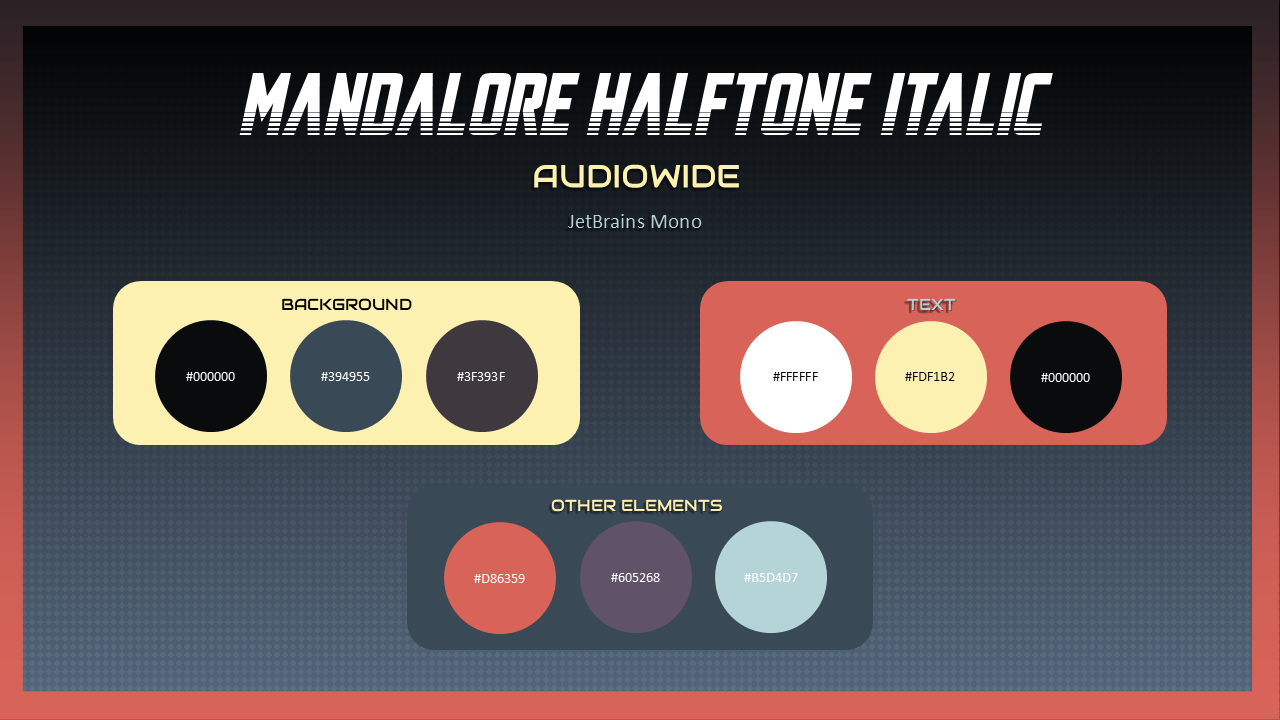 MANDALORE HALFTONE ITALIC
AUDIOWIDE
JetBrains Mono
BACKGROUND
#000000 #394955 #3F393F
TEXT
#FFFFFF #FDF1B2 #000000
OTHER ELEMENTS
#D86359 #605268 #B5D4D7